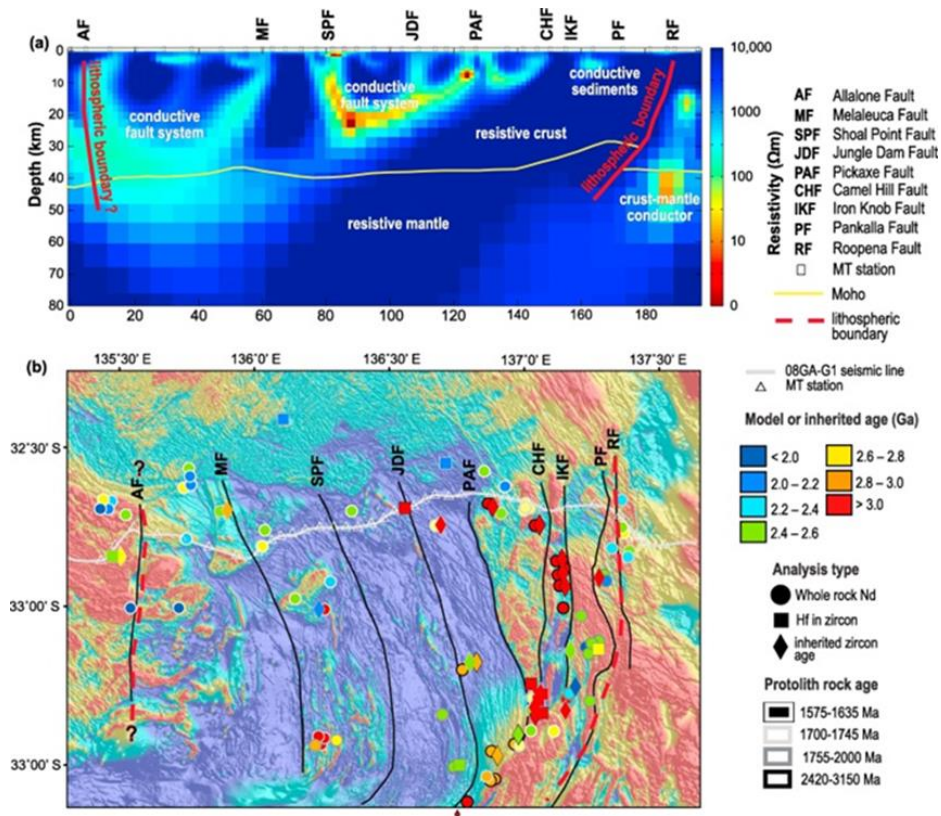 AF MF SPF JDF PAF CHF IKF PF RF
(a)
0
10
20
30
40
50
60
70
80
Depth (km)
0 20 40 60 80 100 120 140 160 180
lithospheric boundary ?
conductive
fault system
conductive
fault system
resistive crust
resistive mantle
conductive
sediments
lithospheric boundary
crust-mantle
conductor
10,000
1000
100
10
0
Resistivity (Ωm)
AF Allalone Fault
MF Melaleuca Fault
SPF Shoal Point Fault
JDF Jungle Dam Fault
PAF Pickaxe Fault
CHF Camel Hill Fault
IKF Iron Knob Fault
PF Pankalla Fault
RF Roopena Fault
MT station
Moho
lithospheric
boundary
(b)
135°30' E 136°0' E 136°30' E 137°0' E 137°30' E
32°30' S
33°00' S
33°00' S
AF ?
MF
SPF
JDF
PAF
CHF
IKF
PF
RF
? ?
08GA-G1 seismic line
MT station
Model or inherited age (Ga)
< 2.0
2.0 – 2.2
2.2 – 2.4
2.4 – 2.6
2.6 – 2.8
2.8 – 3.0
> 3.0
Analysis type
Whole rock Nd
Hf in zircon
inherited zircon
age
Protolith rock age
1575-1635 Ma
1700-1745 Ma
1755-2000 Ma
2420-3150 Ma